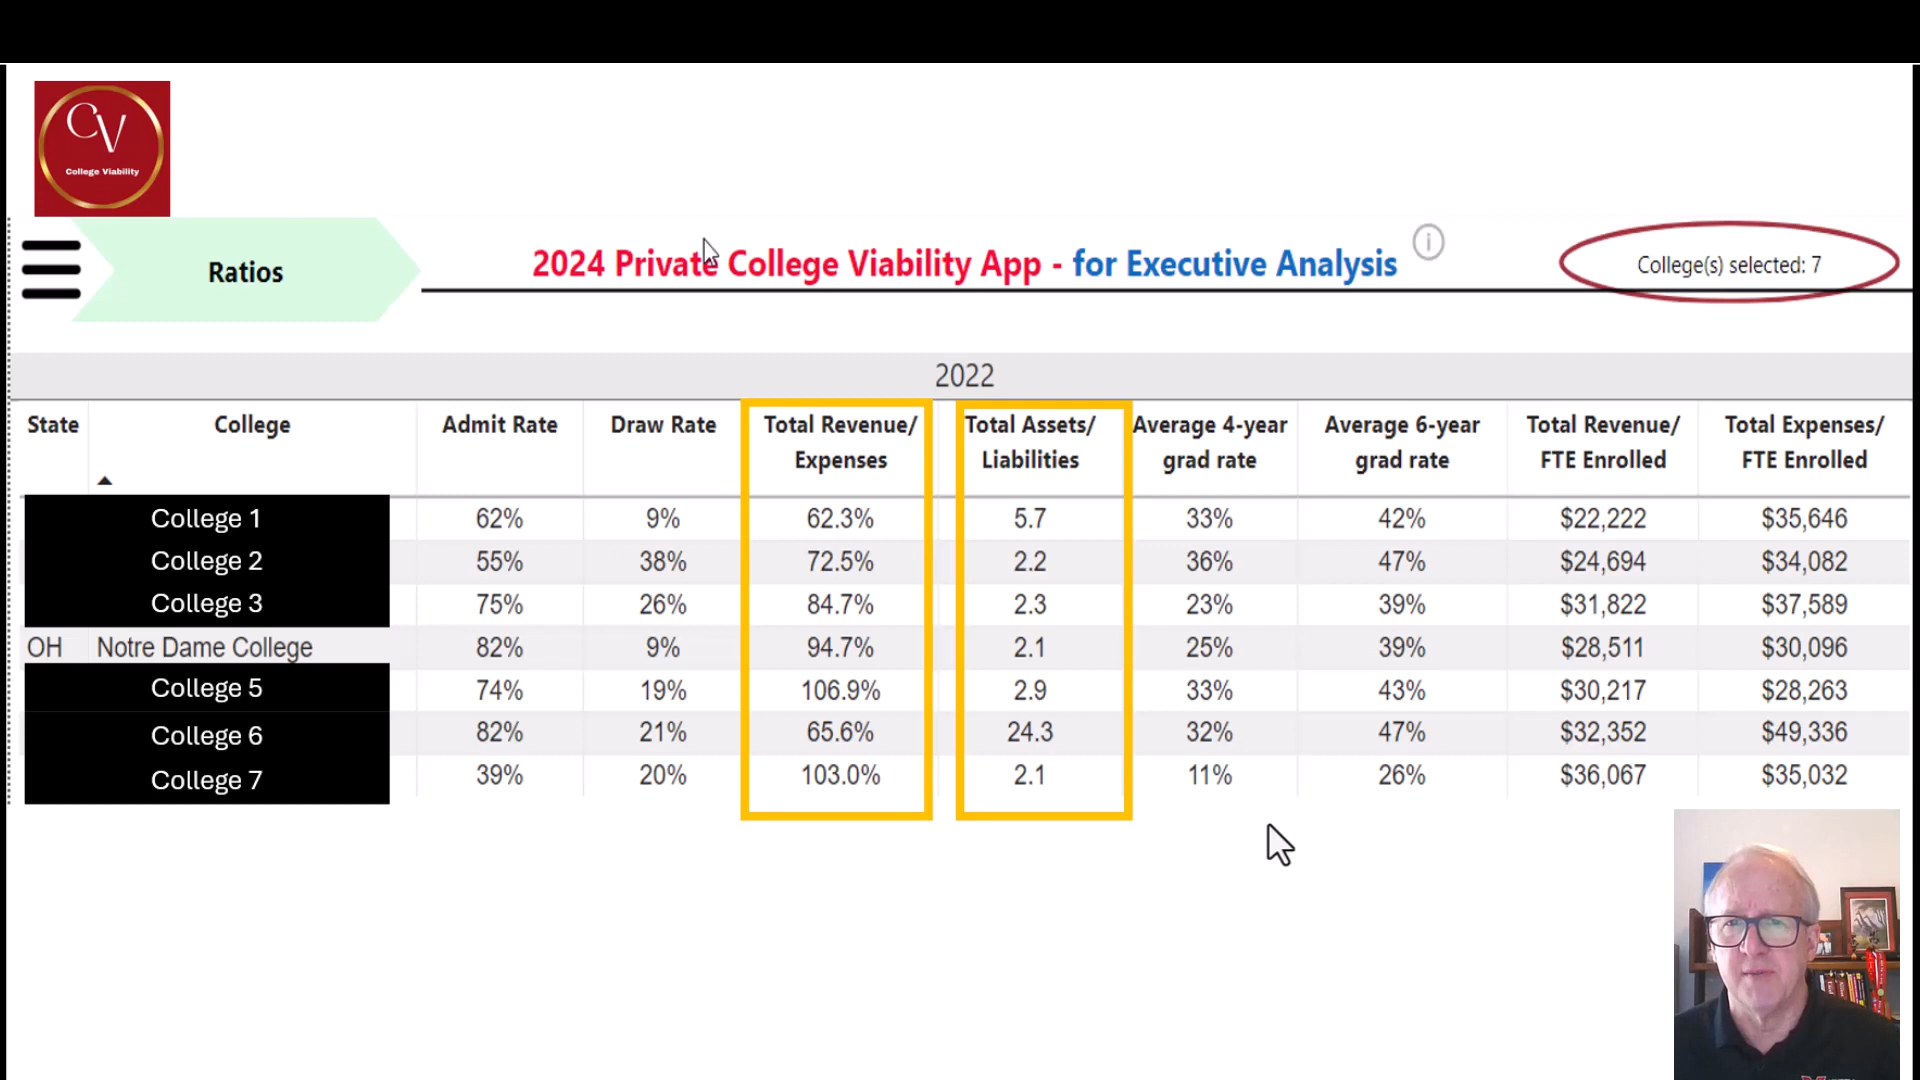 CV
College Viability
Ratios
2024 Private College Viability App - for Executive Analysis
College(s) selected: 7
2022
State College Admit Rate Draw Rate Total Revenue/ Expenses Total Assets/ Liabilities Average 4-year grad rate Average 6-year grad rate Total Revenue/ FTE Enrolled Total Expenses/ FTE Enrolled
College 1 62% 9% 62.3% 5.7 33% 42% $22,222 $35,646
College 2 55% 38% 72.5% 2.2 36% 47% $24,694 $34,082
College 3 75% 26% 84.7% 2.3 23% 39% $31,822 $37,589
OH Notre Dame College 82% 9% 94.7% 2.1 25% 39% $28,511 $30,096
College 5 74% 19% 106.9% 2.9 33% 43% $30,217 $28,263
College 6 82% 21% 65.6% 24.3 32% 47% $32,352 $49,336
College 7 39% 20% 103.0% 2.1 11% 26% $36,067 $35,032